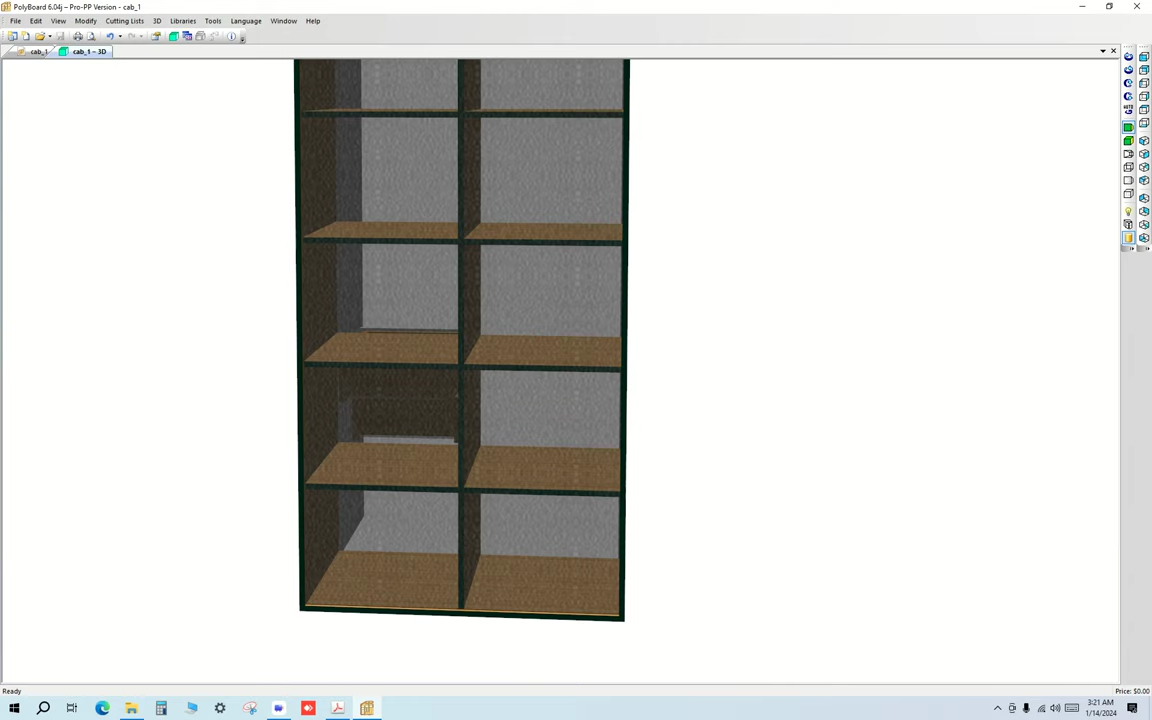 PolyBoard 6.04j – Pro-PP Version - cab_1
File Edit View Modify Cutting Lists 3D Libraries Tools Language Window Help
cab_1 cab_1 – 3D
AUTO
Ready Price: $0.00
3:21 AM
1/14/2024